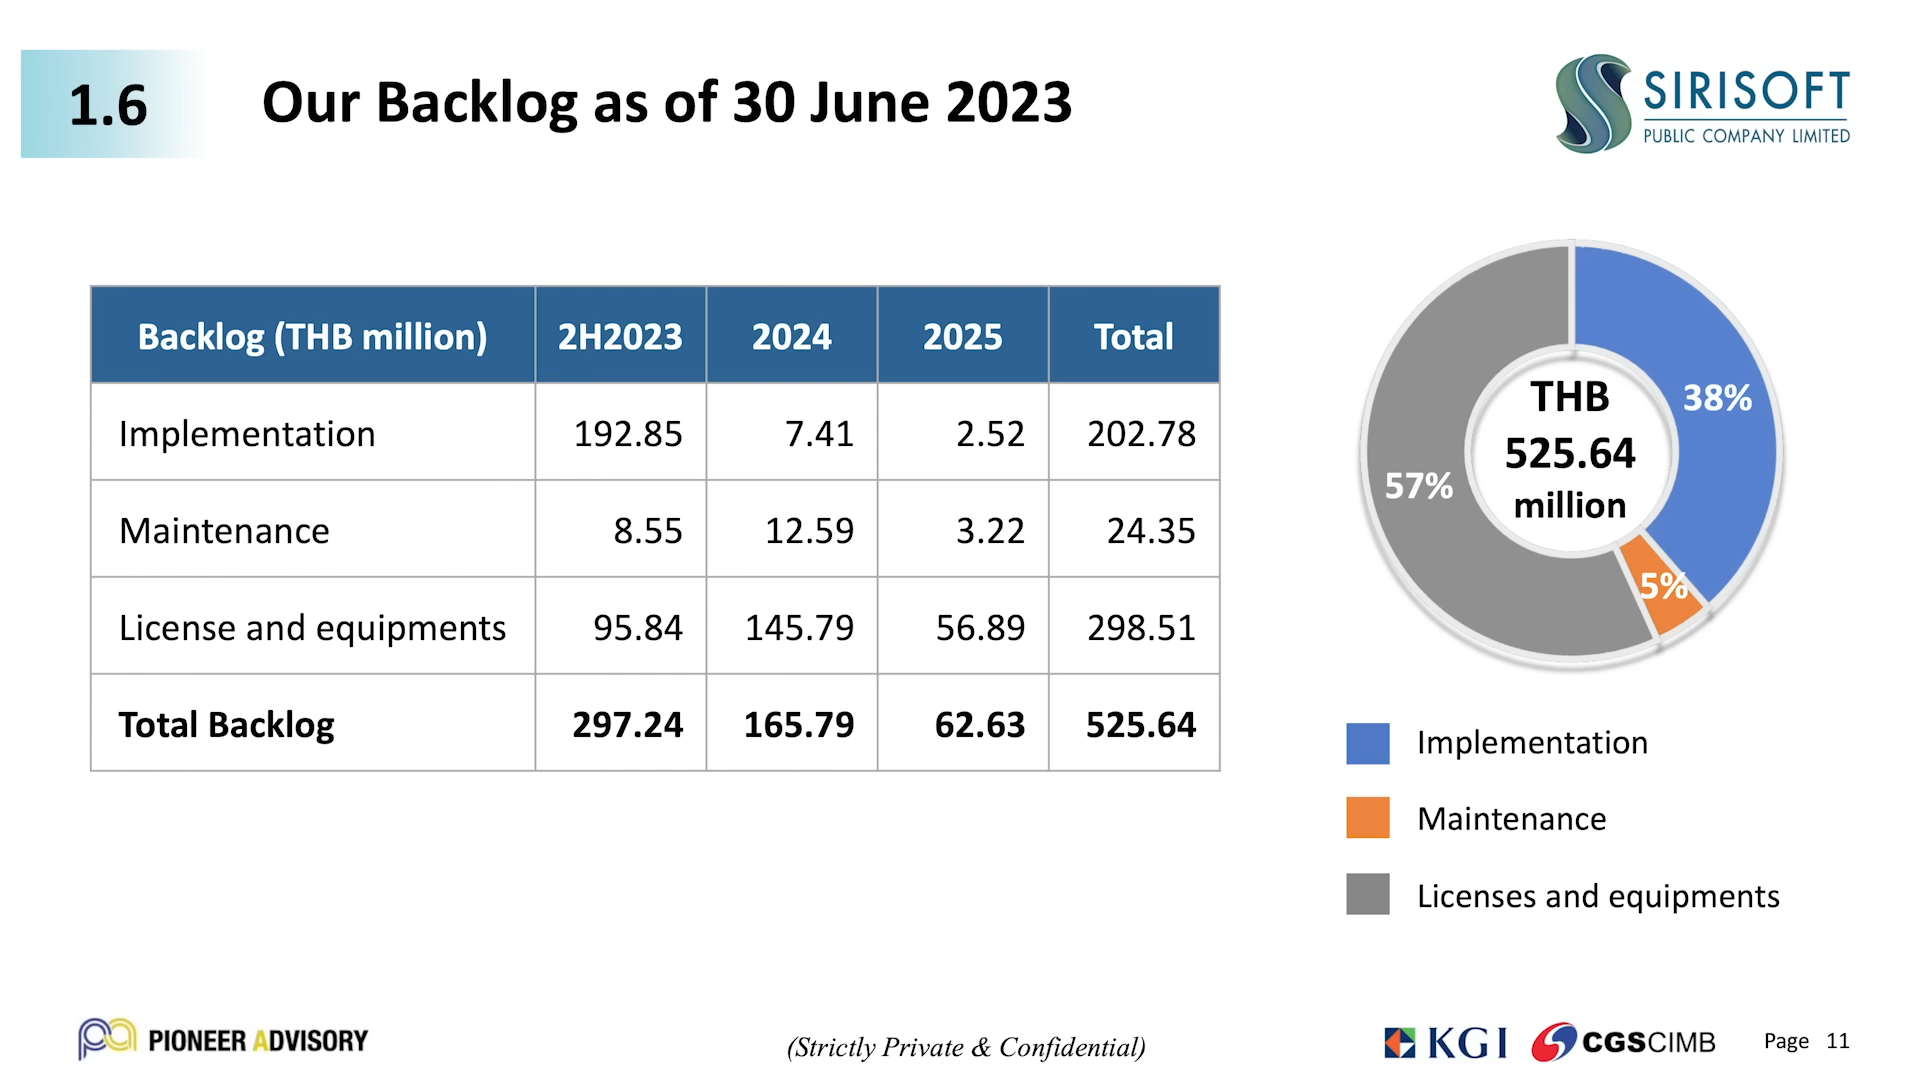 1.6
Our Backlog as of 30 June 2023
SIRISOFT
PUBLIC COMPANY LIMITED
Backlog (THB million) 2H2023 2024 2025 Total
Implementation 192.85 7.41 2.52 202.78
Maintenance 8.55 12.59 3.22 24.35
License and equipments 95.84 145.79 56.89 298.51
Total Backlog 297.24 165.79 62.63 525.64
38%
57%
5%
THB
525.64
million
Implementation
Maintenance
Licenses and equipments
pa PIONEER ADVISORY
(Strictly Private & Confidential)
KGI
CGSCIMB
Page 11